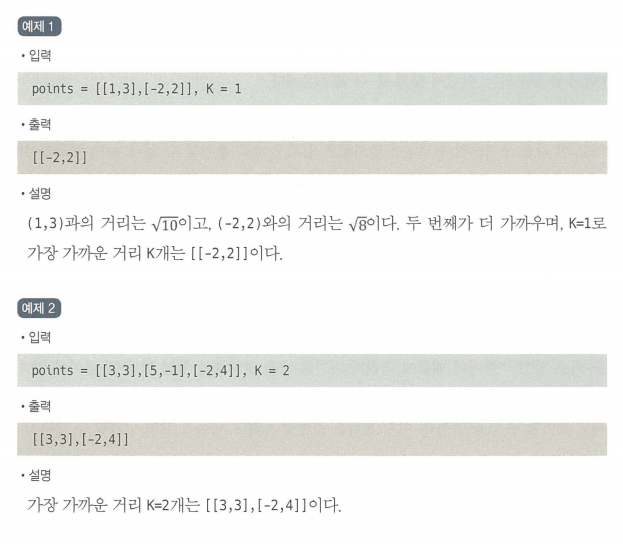 예제 1
• 입력
points = [[1,3],[-2,2]], K = 1
• 출력
[[-2,2]]
• 설명
(1,3)과의 거리는 √10이고, (-2,2)와의 거리는 √8이다. 두 번째가 더 가까우며, K=1로
가장 가까운 거리 K개는 [[-2,2]]이다.
예제 2
• 입력
points = [[3,3],[5,-1],[-2,4]], K = 2
• 출력
[[3,3],[-2,4]]
• 설명
가장 가까운 거리 K=2개는 [[3,3],[-2,4]]이다.